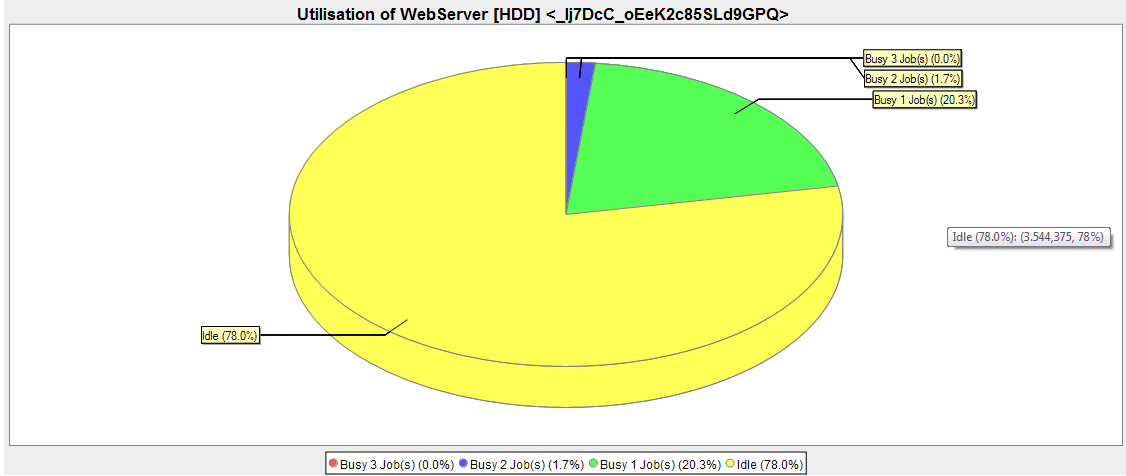 Utilisation of WebServer [HDD] <_Ij7DcC_oEeK2c85SLd9GPQ>
Busy 3 Job(s) (0.0%)
Busy 2 Job(s) (1.7%)
Busy 1 Job(s) (20.3%)
Idle (78.0%): (3.544,375, 78%)
Idle (78.0%)
Busy 3 Job(s) (0.0%) Busy 2 Job(s) (1.7%) Busy 1 Job(s) (20.3%) Idle (78.0%)